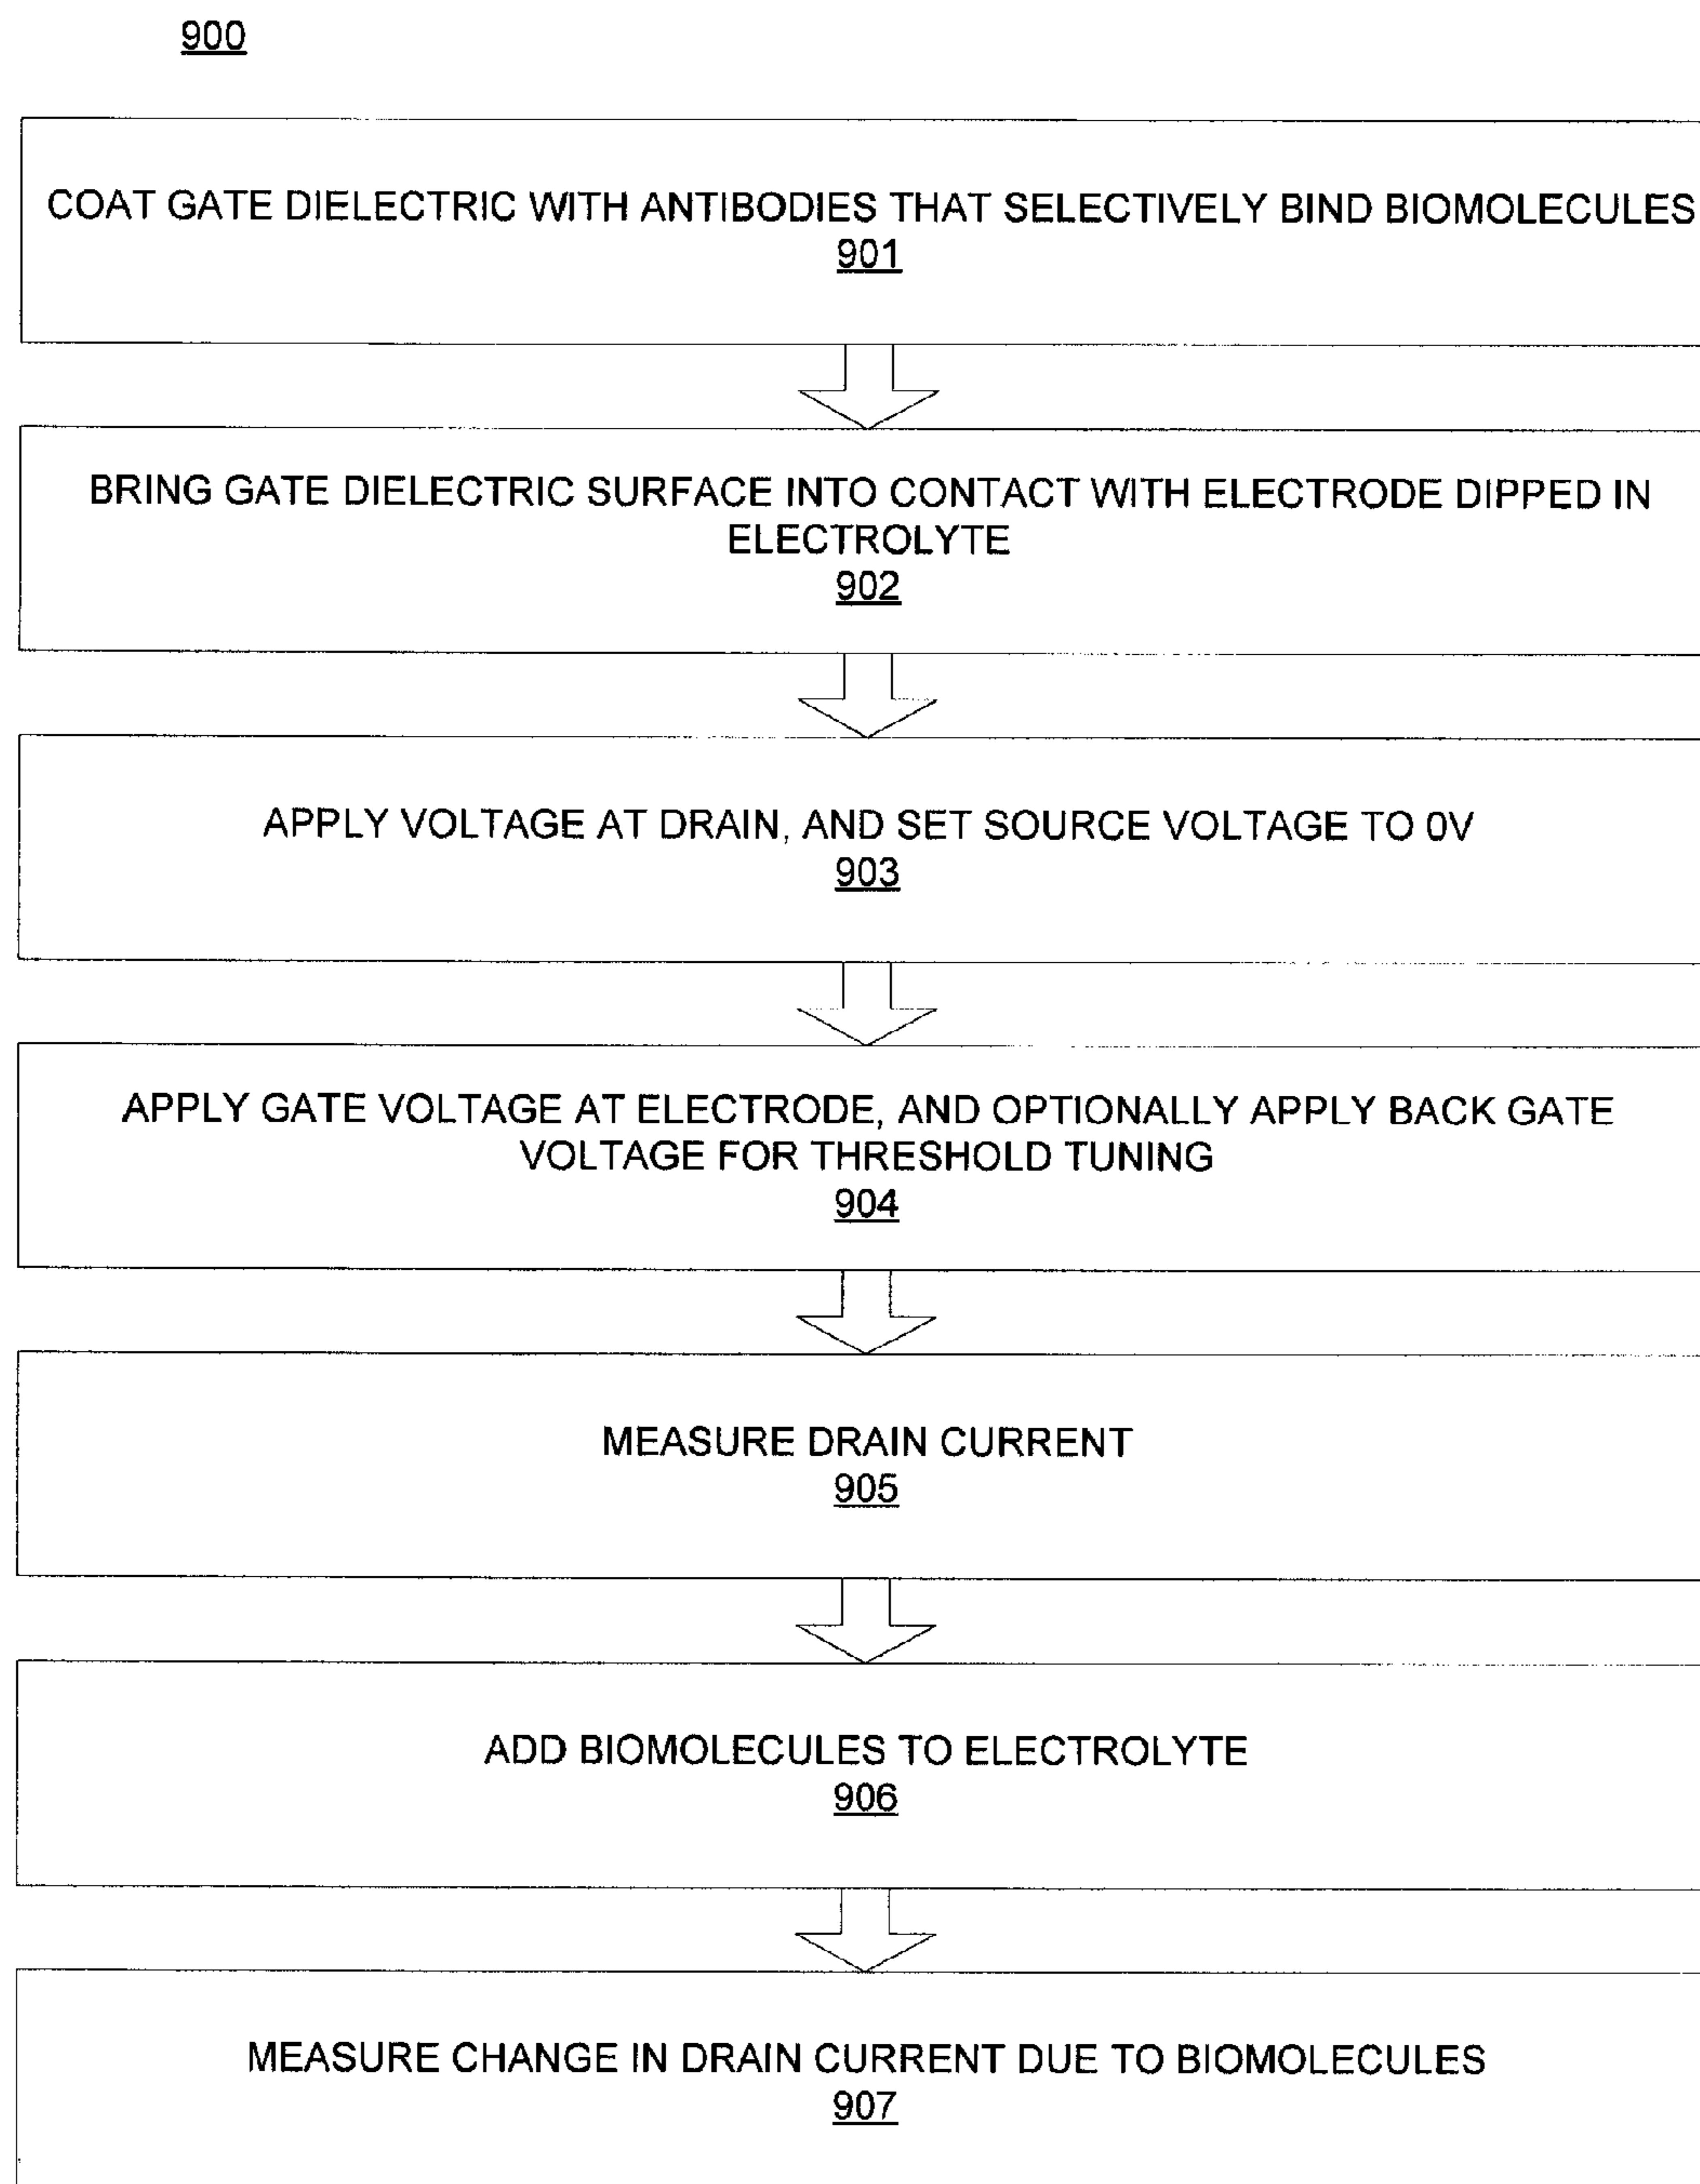 900
COAT GATE DIELECTRIC WITH ANTIBODIES THAT SELECTIVELY BIND BIOMOLECULES
901
BRING GATE DIELECTRIC SURFACE INTO CONTACT WITH ELECTRODE DIPPED IN
ELECTROLYTE
902
APPLY VOLTAGE AT DRAIN, AND SET SOURCE VOLTAGE TO 0V
903
APPLY GATE VOLTAGE AT ELECTRODE, AND OPTIONALLY APPLY BACK GATE
VOLTAGE FOR THRESHOLD TUNING
904
MEASURE DRAIN CURRENT
905
ADD BIOMOLECULES TO ELECTROLYTE
906
MEASURE CHANGE IN DRAIN CURRENT DUE TO BIOMOLECULES
907